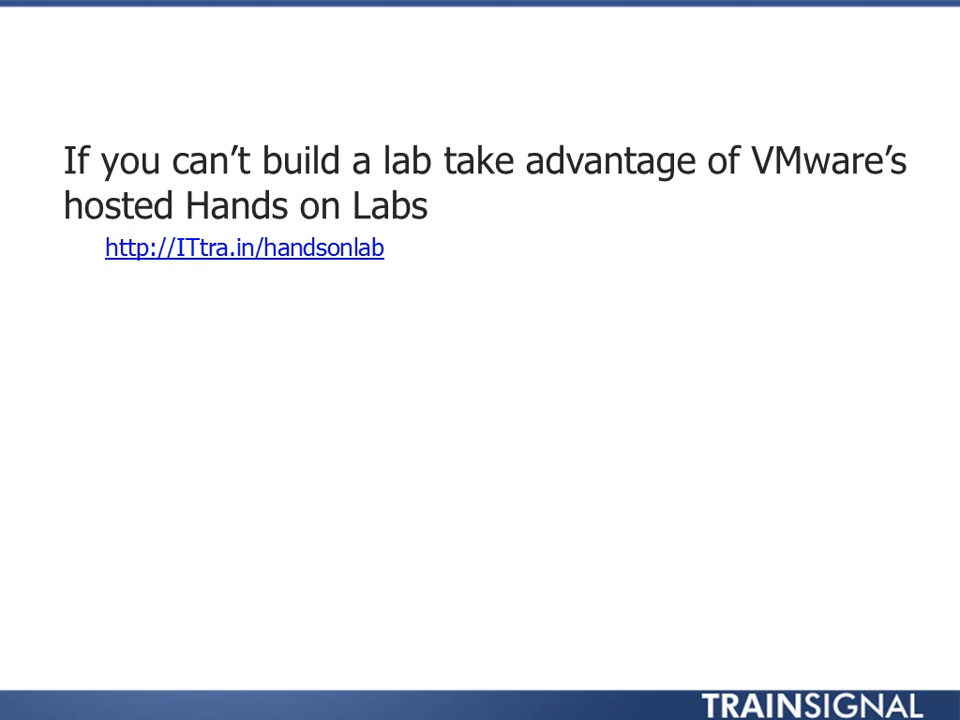 If you can’t build a lab take advantage of VMware’s
hosted Hands on Labs
http://ITtra.in/handsonlab
TRAINSIGNAL